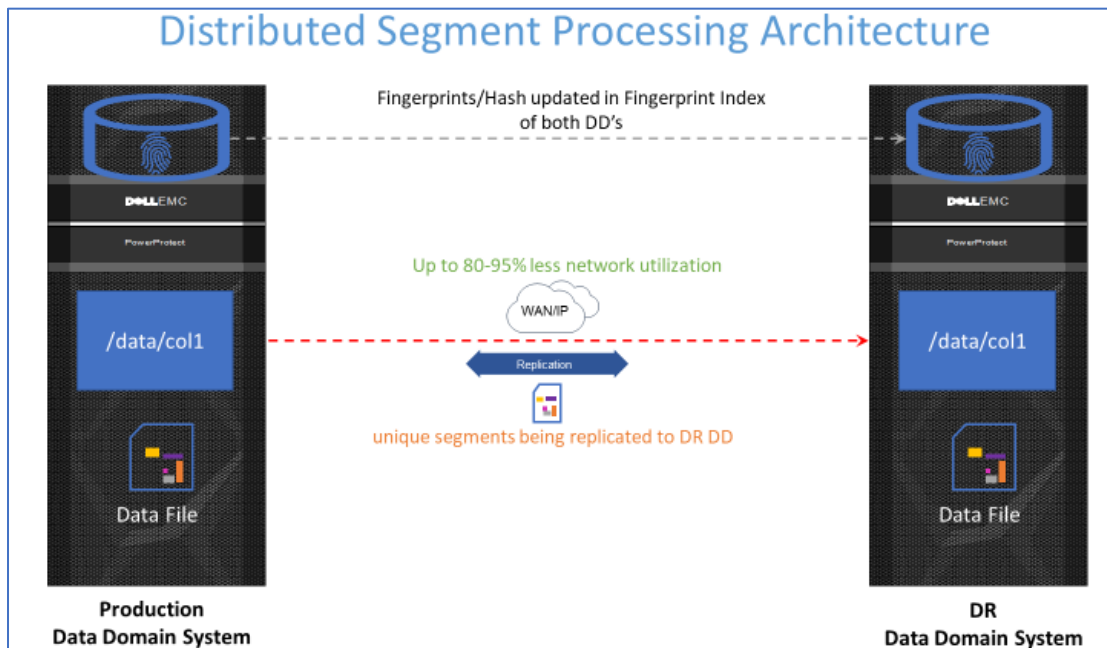 Distributed Segment Processing Architecture
Fingerprints/Hash updated in Fingerprint Index
of both DD's
DELLEMC
DELLEMC
PowerProtect
PowerProtect
Up to 80-95% less network utilization
WAN/IP
/data/col1
/data/col1
Replication
unique segments being replicated to DR DD
Data File
Data File
Production
Data Domain System
DR
Data Domain System